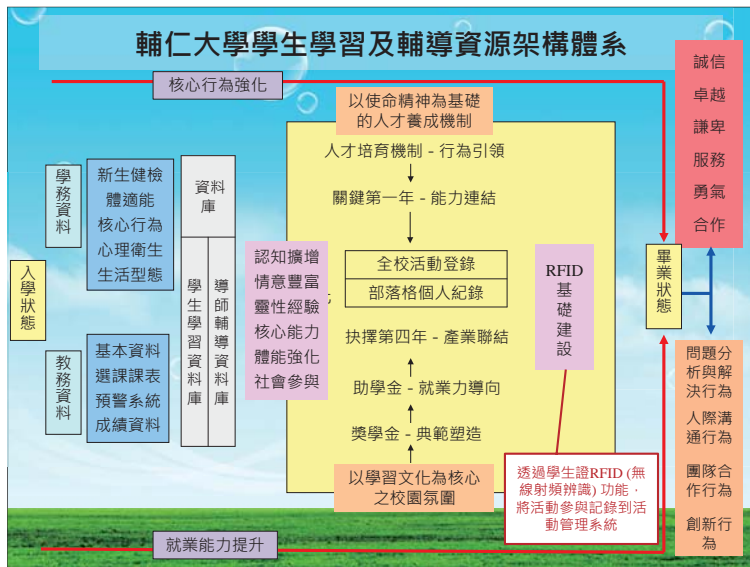 輔仁大學學生學習及輔導資源架構體系
核心行為強化
誠信
卓越
謙卑
服務
勇氣
合作
以使命精神為基礎
的人才養成機制
人才培育機制 - 行為引領
關鍵第一年 - 能力連結
全校活動登錄
部落格個人紀錄
抉擇第四年 - 產業聯結
助學金 - 就業力導向
獎學金 - 典範塑造
以學習文化為核心
之校園氛圍
入學狀態
學務資料
新生健檢
體適能
核心行為
心理衛生
生活型態
教務資料
基本資料
選課課表
預警系統
成績資料
資料
庫
學生學習資料庫
導師輔導資料庫
認知擴增
情意豐富
靈性經驗
核心能力
體能強化
社會參與
RFID
基
礎
建
設
透過學生證RFID (無
線射頻辨識) 功能，
將活動參與記錄到活
動管理系統
畢業狀態
問題分
析與解
決行為
人際溝
通行為
團隊合
作行為
創新行
為
就業能力提升